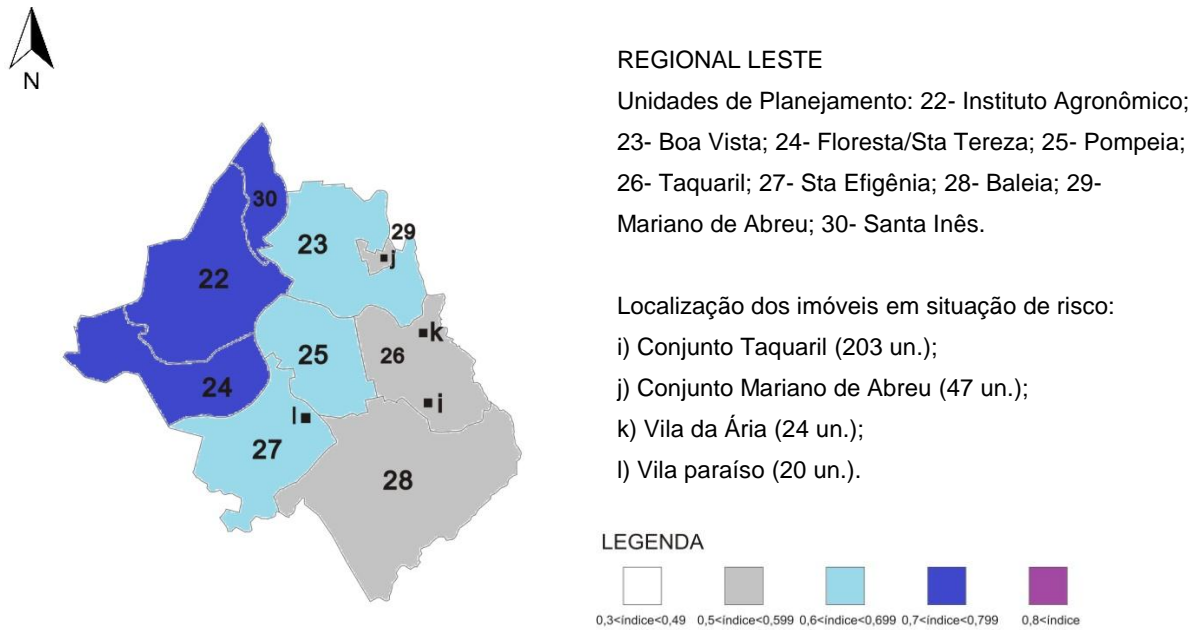 N
REGIONAL LESTE
Unidades de Planejamento: 22- Instituto Agronômico;
23- Boa Vista; 24- Floresta/Sta Tereza; 25- Pompeia;
26- Taquaril; 27- Sta Efigênia; 28- Baleia; 29-
Mariano de Abreu; 30- Santa Inês.
Localização dos imóveis em situação de risco:
i) Conjunto Taquaril (203 un.);
j) Conjunto Mariano de Abreu (47 un.);
k) Vila da Ária (24 un.);
l) Vila paraíso (20 un.).
30
23
29
j
22
k
25
26
24
i
l
27
28
LEGENDA
0,3<índice<0,49 0,5<índice<0,599 0,6<índice<0,699 0,7<índice<0,799 0,8<índice